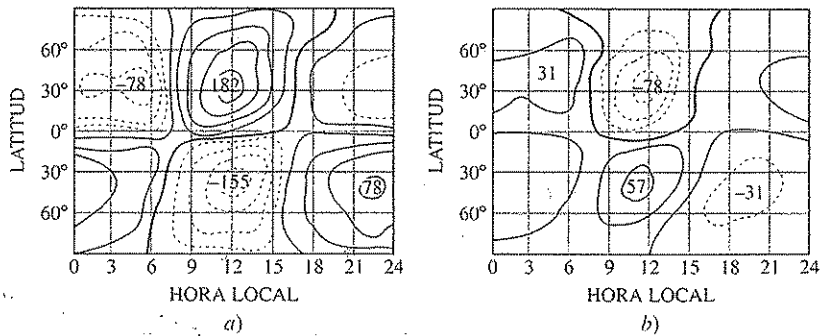 60° -78 182
30°
0°
30° -155 78
60°
LATITUD
0 3 6 9 12 15 18 21 24
HORA LOCAL
a)
60° 31 -78
30°
0°
30° 57 -31
60°
LATITUD
0 3 6 9 12 15 18 21 24
HORA LOCAL
b)